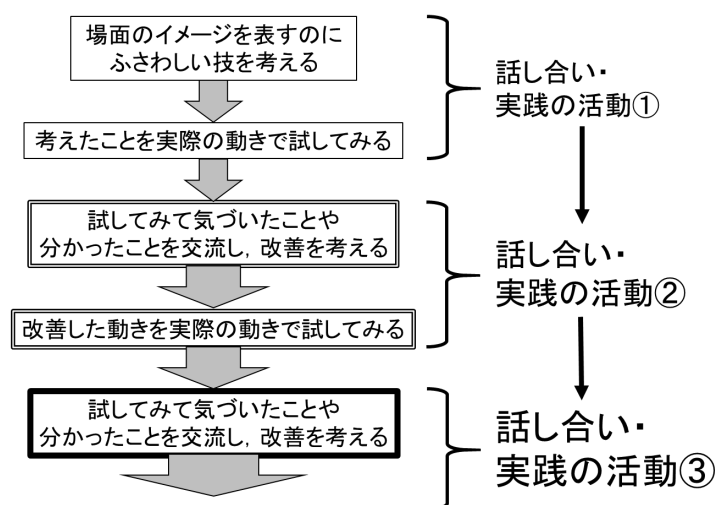 場面のイメージを表すのに
ふさわしい技を考える
考えたことを実際の動きで試してみる
話し合い・
実践の活動①
試してみて気づいたことや
分かったことを交流し，改善を考える
改善した動きを実際の動きで試してみる
話し合い・
実践の活動②
試してみて気づいたことや
分かったことを交流し，改善を考える
話し合い・
実践の活動③